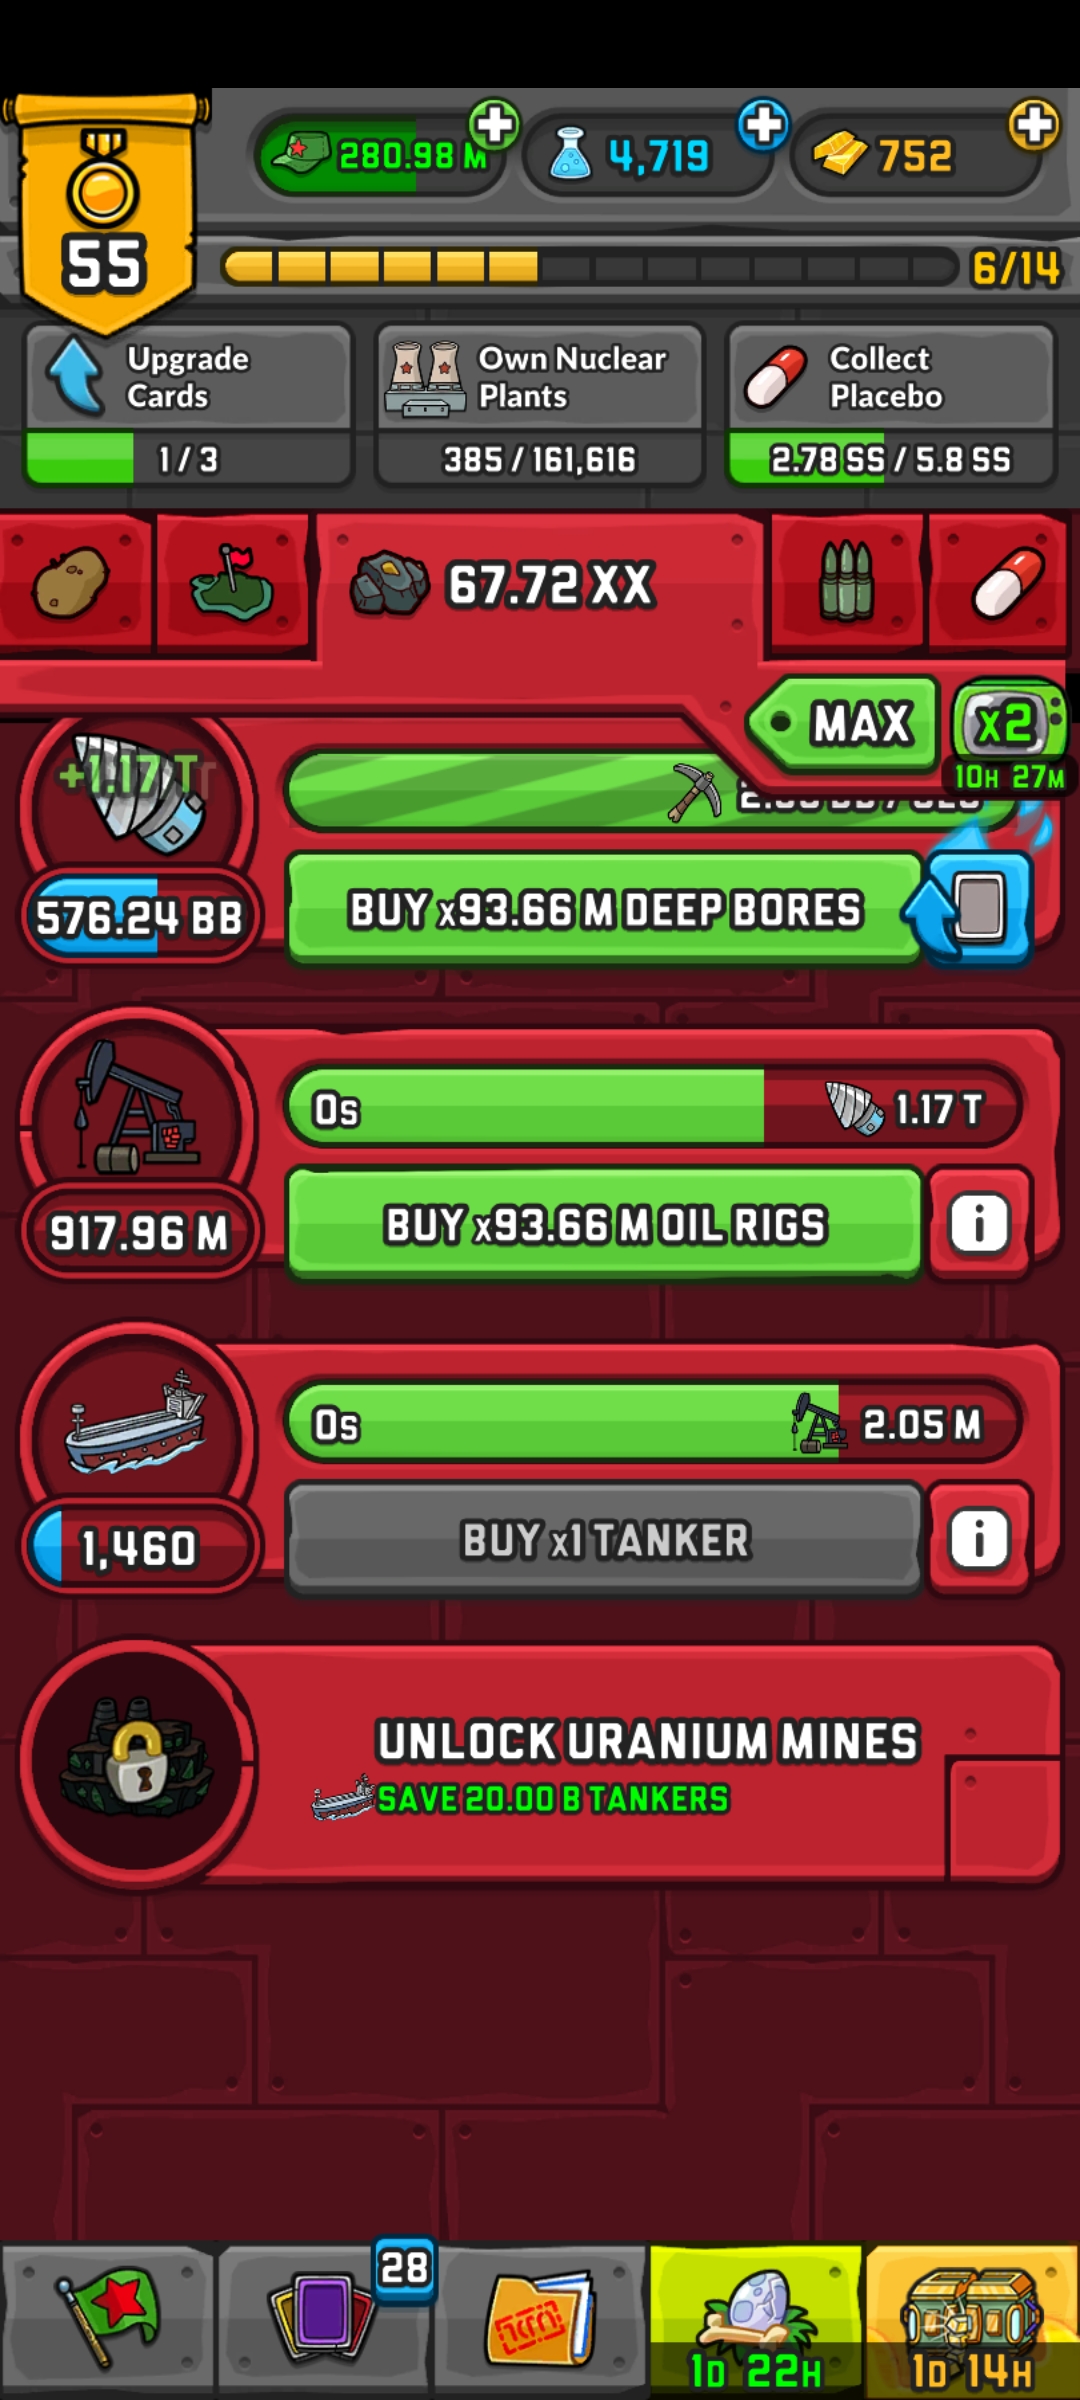 280.98 M
4,719
752
55
6/14
Upgrade
Cards
1 / 3
Own Nuclear
Plants
385 / 161,616
Collect
Placebo
2.78 SS / 5.8 SS
67.72 XX
MAX
x2
10H 27M
+1.17 T
576.24 BB
BUY x93.66 M DEEP BORES
0s
1.17 T
917.96 M
BUY x93.66 M OIL RIGS
i
0s
2.05 M
1,460
BUY x1 TANKER
i
UNLOCK URANIUM MINES
SAVE 20.00 B TANKERS
28
1D 22H
1D 14H